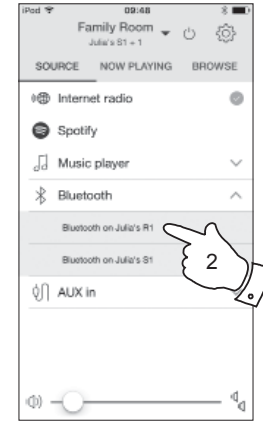 iPod 09:48
Family Room
Julia's S1 + 1
SOURCE NOW PLAYING BROWSE
Internet radio
Spotify
Music player
Bluetooth
Bluetooth on Julia's R1
Bluetooth on Julia's S1
2
AUX in